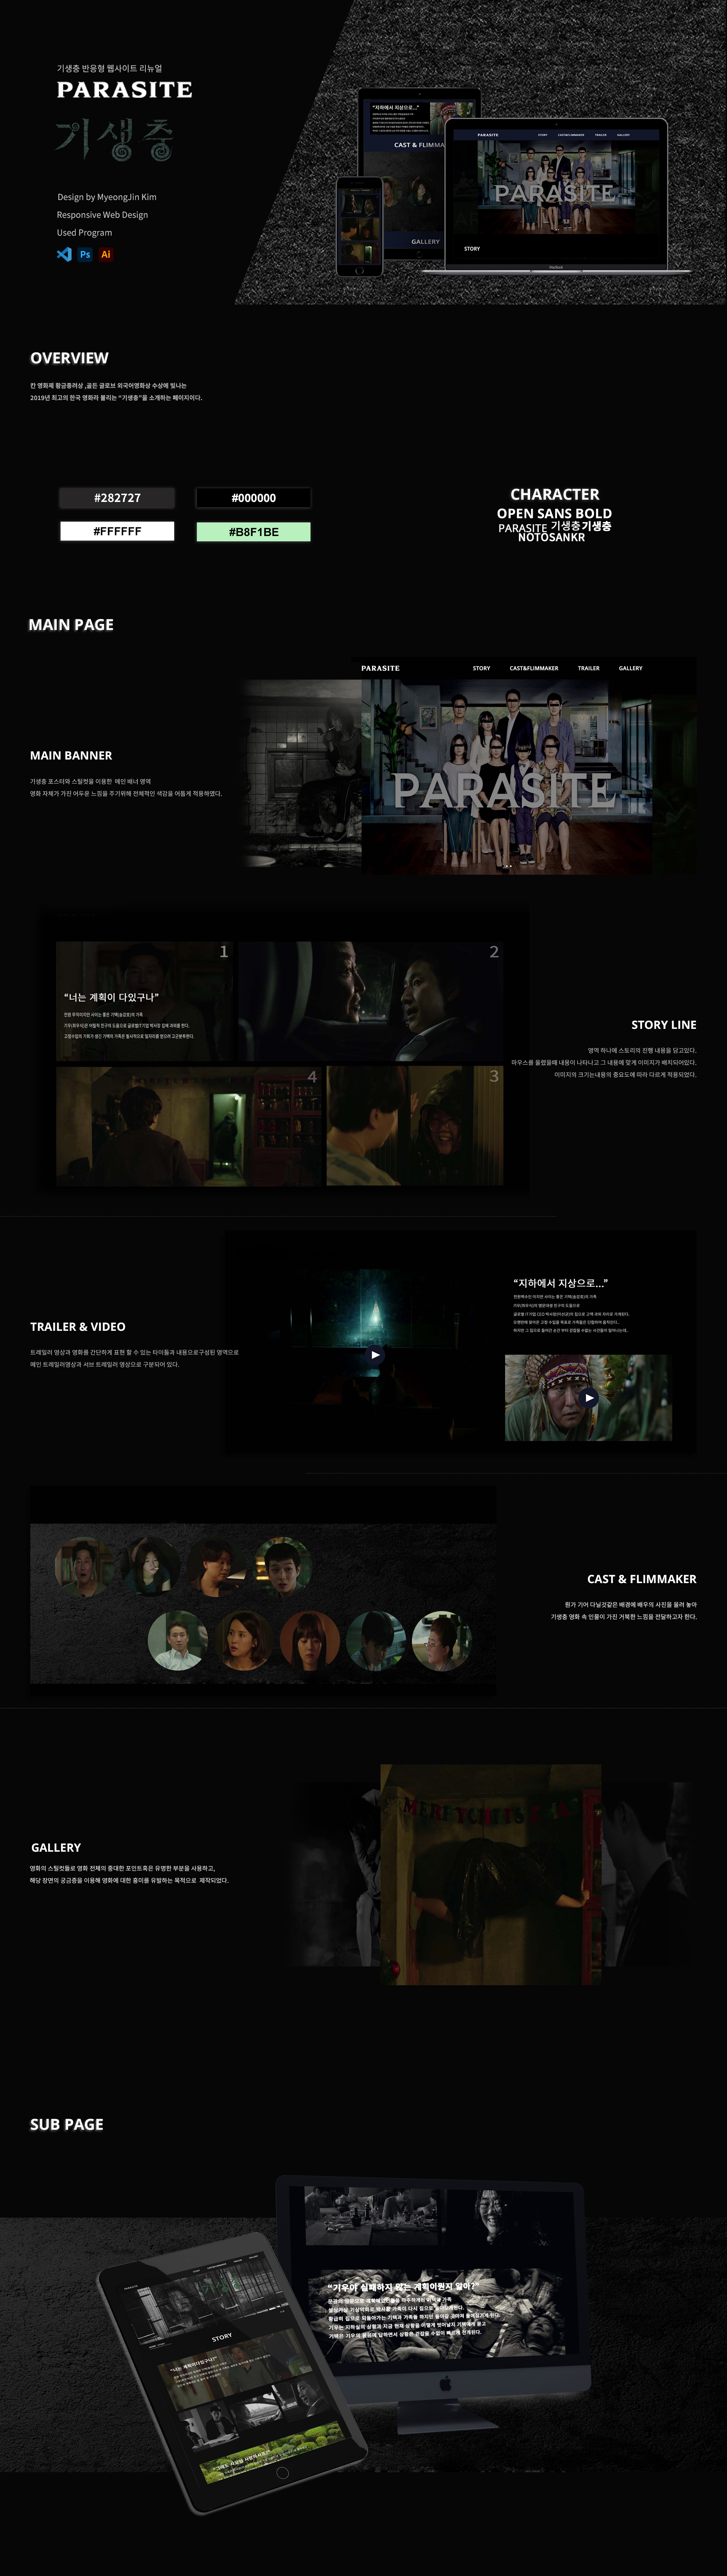 기생충 반응형 웹사이트 리뉴얼
PARASITE
기생충
Design by MyeongJin Kim
Responsive Web Design
Used Program
Ps
Ai
"지하에서 지상으로..."
CAST & FLIMMA
GALLERY
PARASITE
STORY
CAST&FLIMMAKER
TRAILER
GALLERY
PARASITE
STORY
OVERVIEW
칸 영화제 황금종려상 ,골든 글로브 외국어영화상 수상에 빛나는
2019년 최고의 한국 영화라 불리는 "기생충"을 소개하는 페이지이다.
#282727
#000000
#FFFFFF
#B8F1BE
CHARACTER
OPEN SANS BOLD
PARASITE 기생충기생충
NOTOSANKR
MAIN PAGE
PARASITE
STORY
CAST&FLIMMAKER
TRAILER
GALLERY
PARASITE
MAIN BANNER
기생충 포스터와 스틸컷을 이용한 메인 배너 영역
영화 자체가 가진 어두운 느낌을 주기위해 전체적인 색감을 어둡게 적용하였다.
1
2
"너는 계획이 다있구나"
4
3
STORY LINE
영역 하나에 스토리의 진행 내용을 담고있다.
마우스를 올렸을때 내용이 나타나고 그 내용에 맞게 이미지가 배치되어있다.
이미지의 크기는내용의 중요도에 따라 다르게 적용되었다.
TRAILER & VIDEO
트레일러 영상과 영화를 간단하게 표현 할 수 있는 타이틀과 내용으로구성된 영역으로
메인 트레일러영상과 서브 트레일러 영상으로 구분되어 있다.
"지하에서 지상으로..."
CAST & FLIMMAKER
뭔가 기어 다닐것같은 배경에 배우의 사진을 올려 놓아
기생충 영화 속 인물이 가진 거북한 느낌을 전달하고자 한다.
GALLERY
영화의 스틸컷들로 영화 전체의 중대한 포인트혹은 유명한 부분을 사용하고,
해당 장면의 궁금증을 이용해 영화에 대한 흥미를 유발하는 목적으로 제작되었다.
SUB PAGE
STORY
"기우야 실패하지 않는 계획이뭔지 알아?"